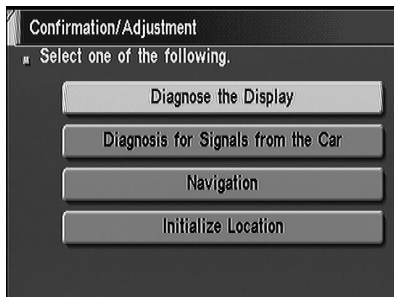 Confirmation/Adjustment
Select one of the following.
Diagnose the Display
Diagnosis for Signals from the Car
Navigation
Initialize Location